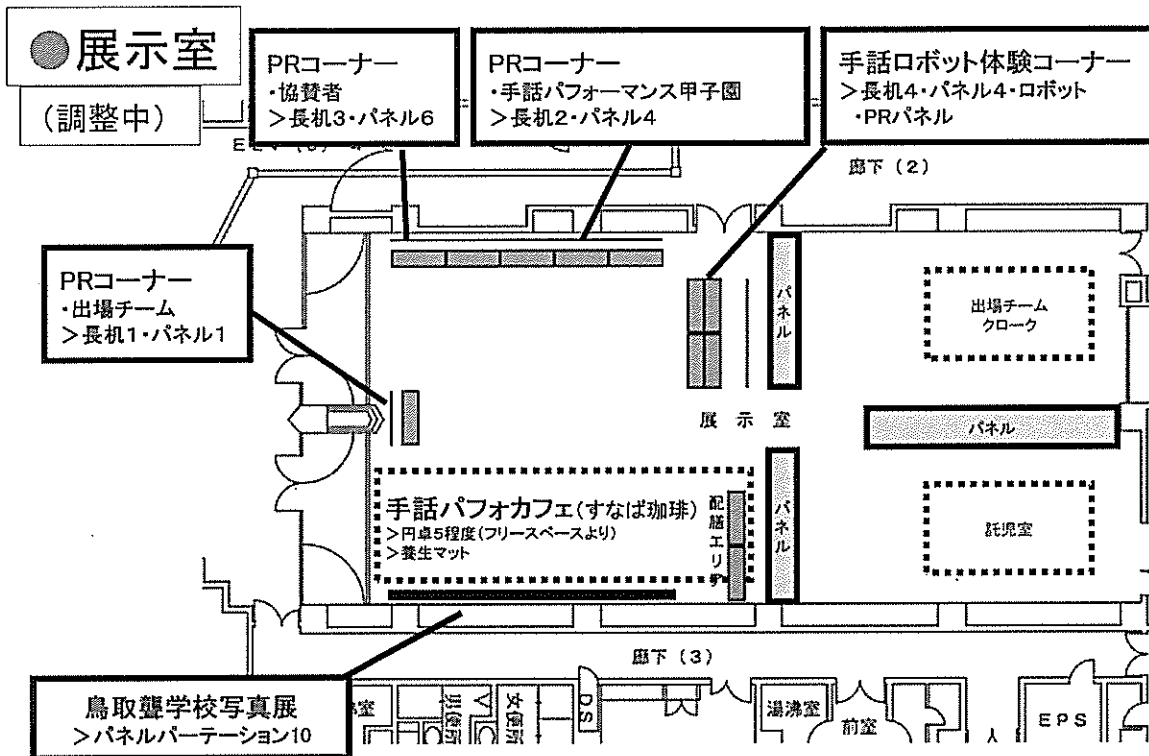 ●展示室
(調整中)
PRコーナー
・協賛者
>長机3・パネル6
PRコーナー
・手話パフォーマンス甲子園
>長机2・パネル4
手話ロボット体験コーナー
>長机4・パネル4・ロボット
・PRパネル
廊下(2)
PRコーナー
・出場チーム
>長机1・パネル1
パネル
出場チーム
クローク
展示室
パネル
手話パフォカフェ(すなば珈琲)
>円卓5程度(フリースペースより)
>養生マット
配膳エリア
パネル
託児室
廊下(3)
鳥取聾学校写真展
>パネルパーテーション10
室
男便所
女便所
DS
湯沸室
前室
EPS